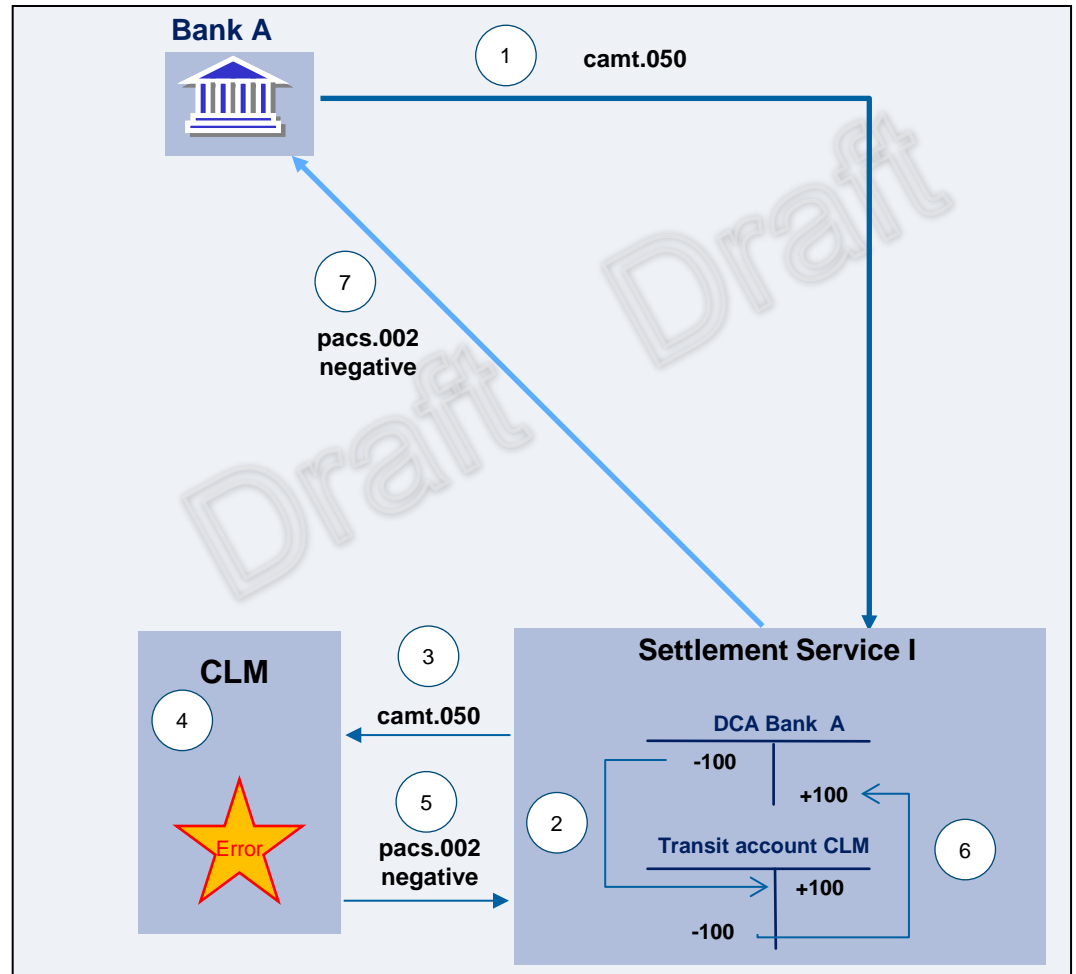 Bank A
1
camt.050
Draft
7
pacs.002
negative
Draft
Settlement Service I
CLM
3
4
camt.050
DCA Bank A
-100
+100
5
2
pacs.002
negative
Error
Transit account CLM
6
+100
-100